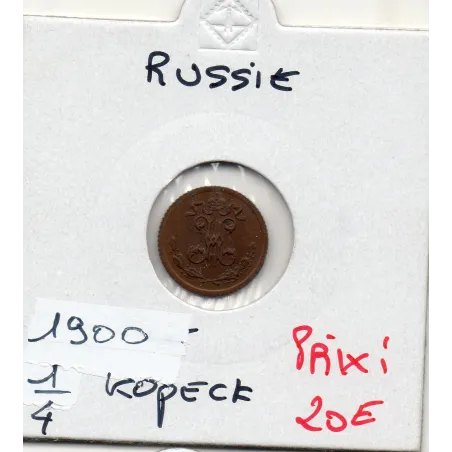 RUSSIE
1900 -
1/4 KOPECK
PRIX :
20E